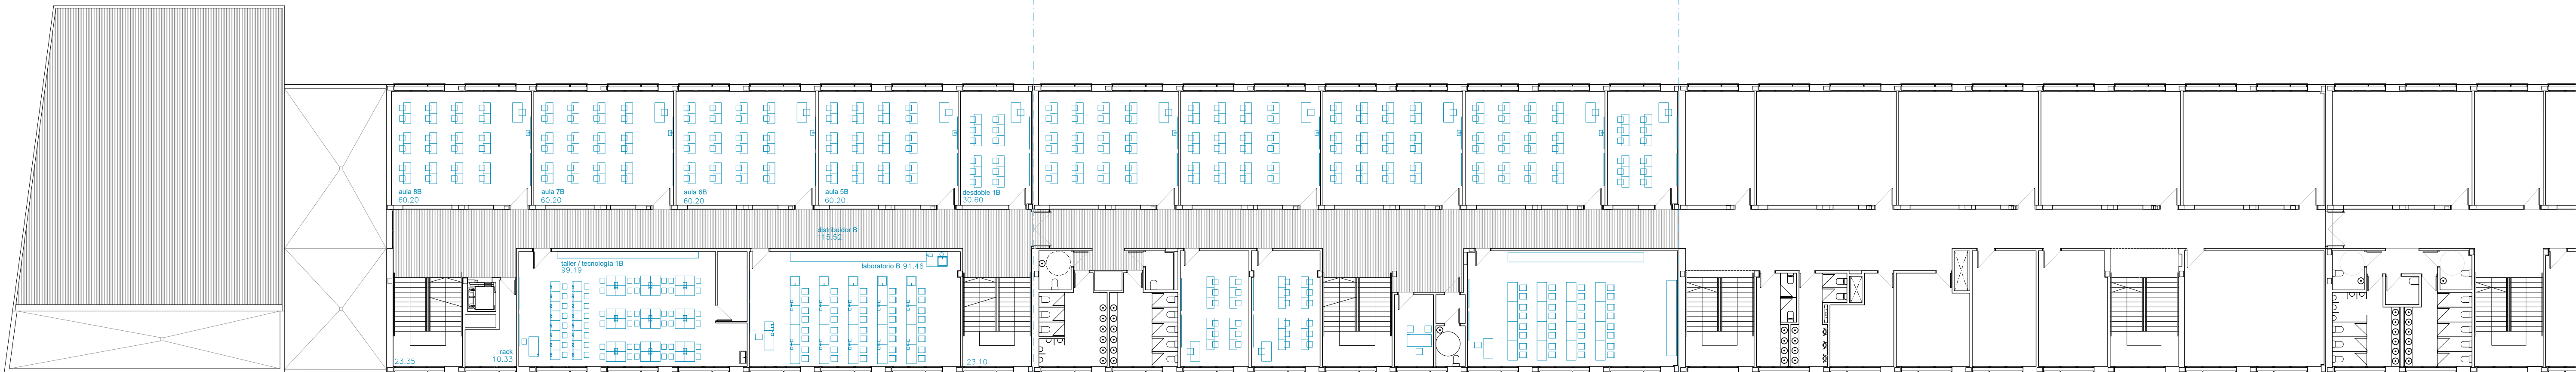 aula 8B
60.20
aula 7B
60.20
aula 6B
60.20
aula 5B
60.20
desdoble 1B
30.60
distribuidor B
115.52
taller / tecnología 1B
99.19
laboratorio B 91.46
23.35
rack
10.33
23.10